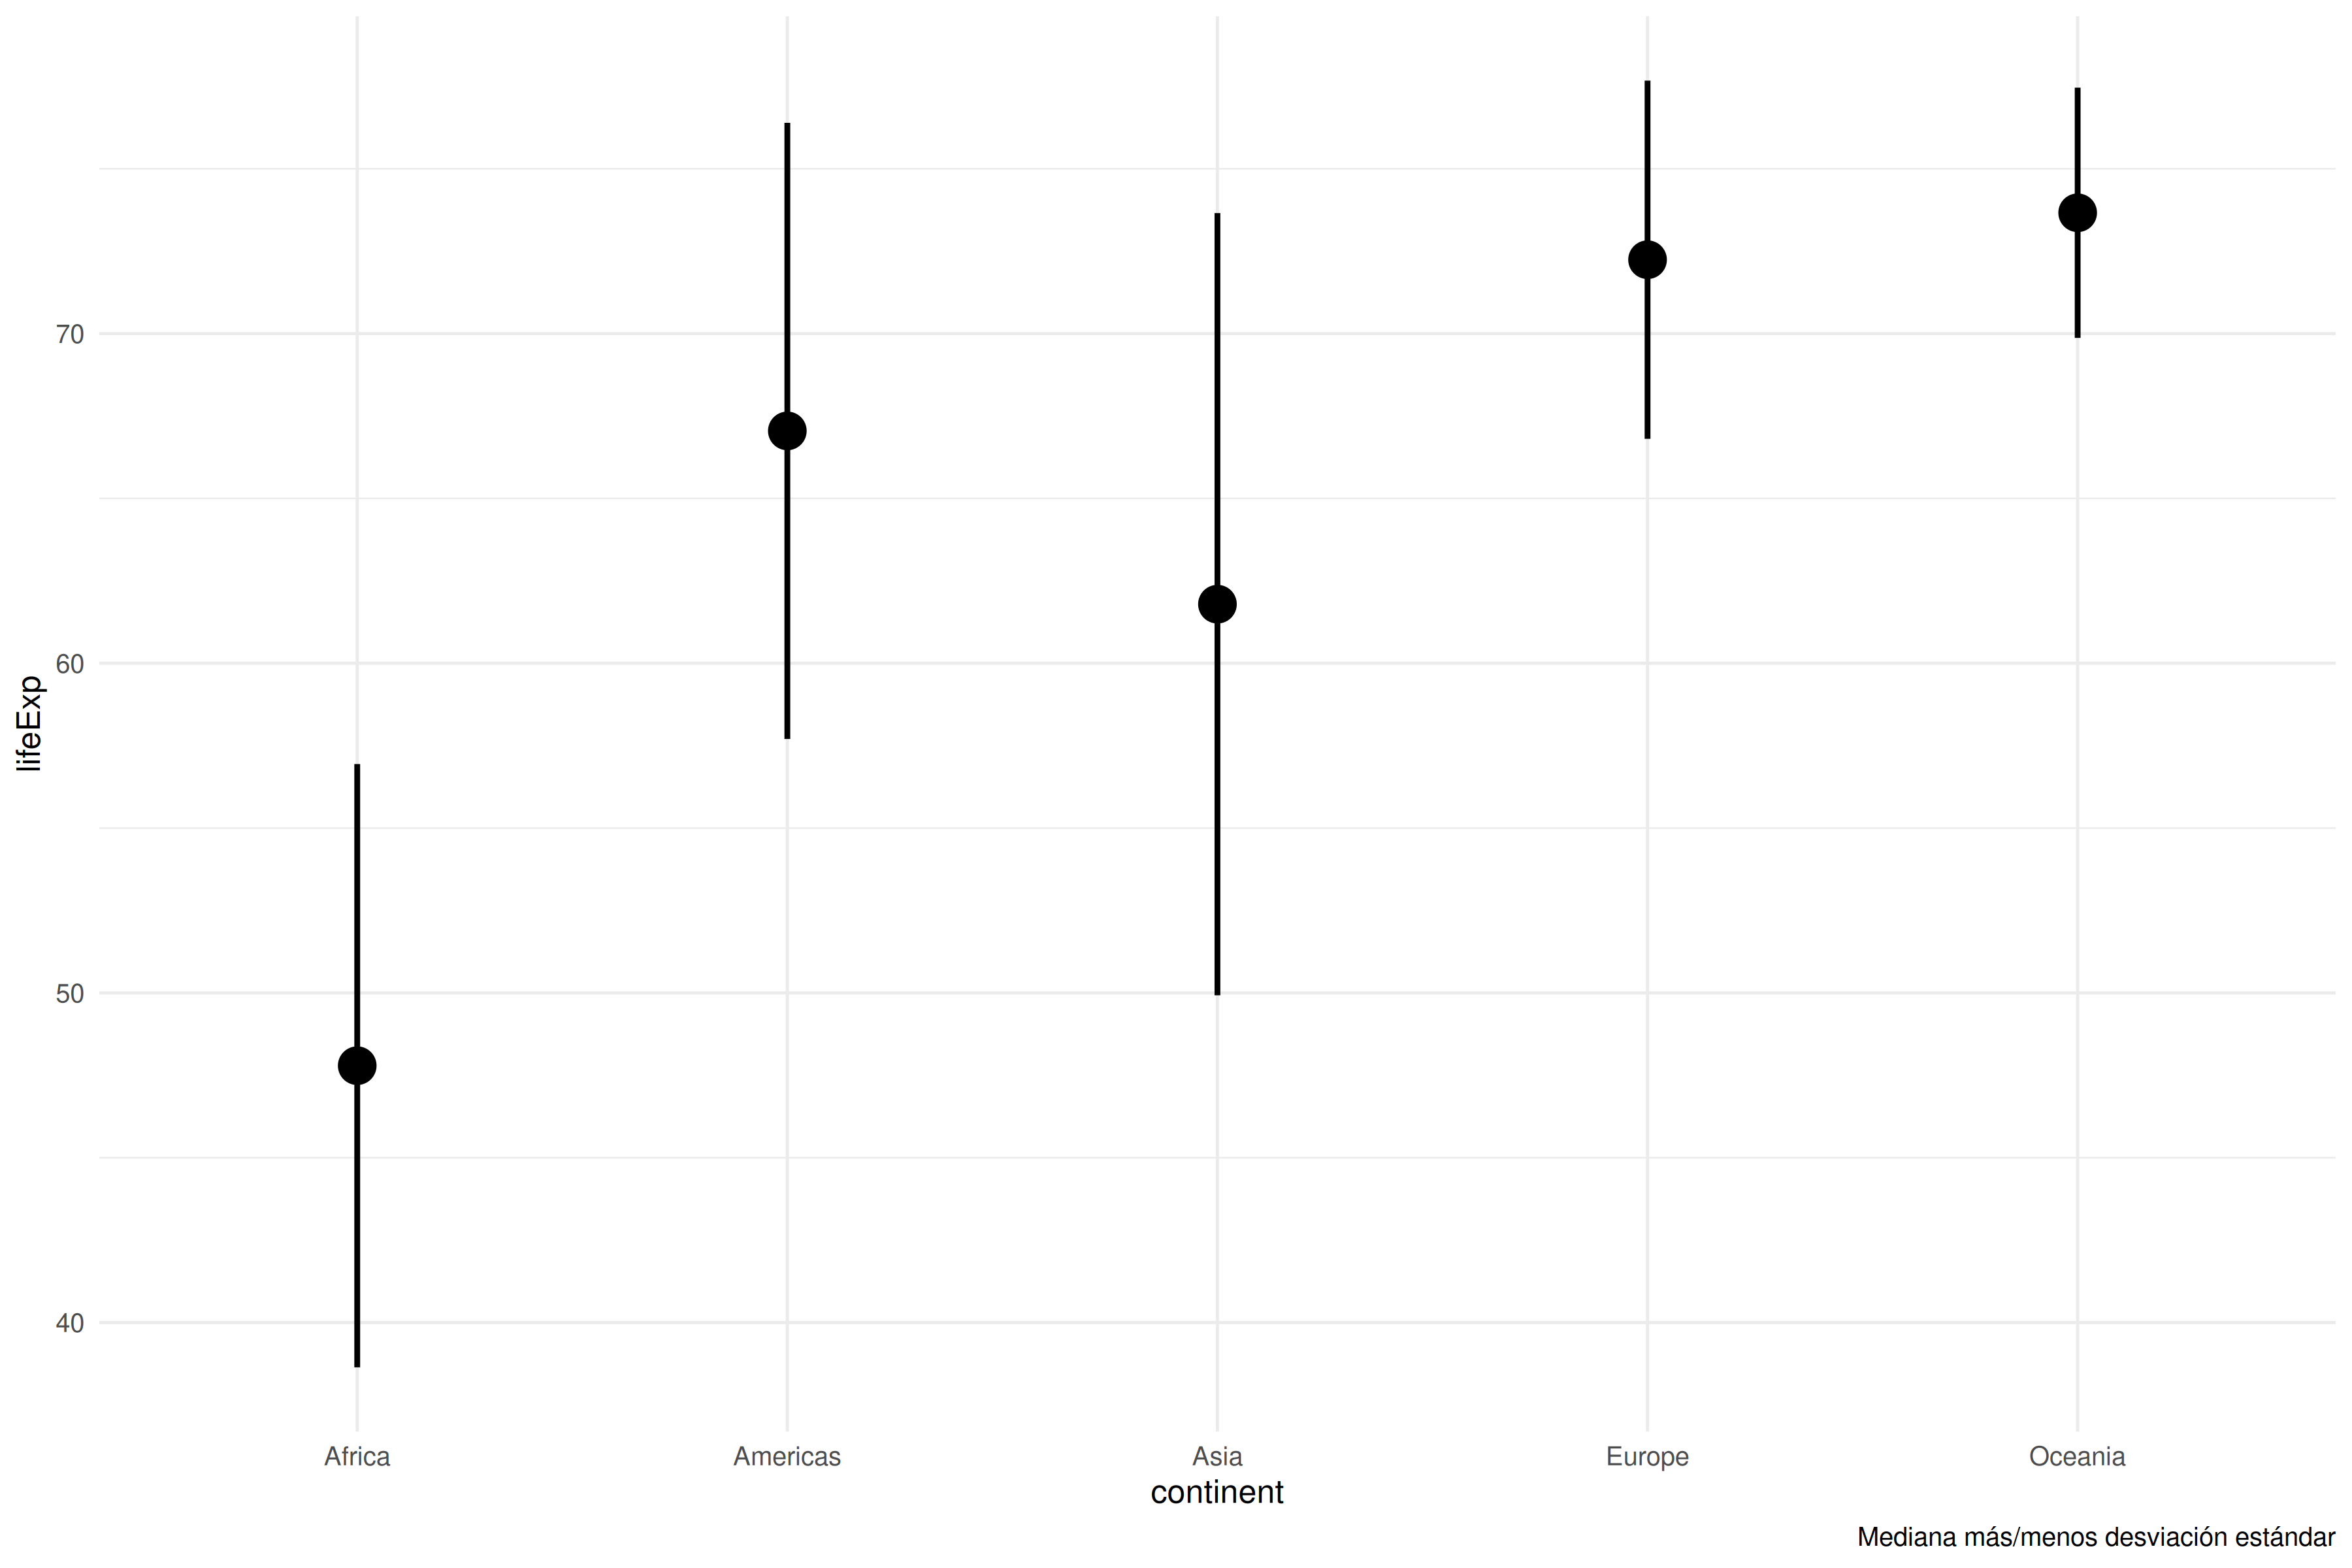 lifeExp
70
60
50
40
Africa Americas Asia Europe Oceania
continent
Mediana más/menos desviación estándar